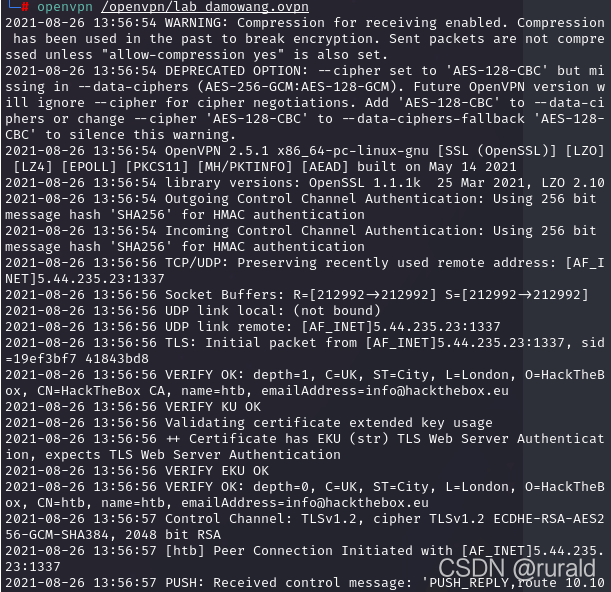 └─# openvpn /openvpn/lab_damowang.ovpn
2021-08-26 13:56:54 WARNING: Compression for receiving enabled. Compression
 has been used in the past to break encryption. Sent packets are not compre
ssed unless "allow-compression yes" is also set.
2021-08-26 13:56:54 DEPRECATED OPTION: --cipher set to 'AES-128-CBC' but mi
ssing in --data-ciphers (AES-256-GCM:AES-128-GCM). Future OpenVPN version w
ill ignore --cipher for cipher negotiations. Add 'AES-128-CBC' to --data-ci
phers or change --cipher 'AES-128-CBC' to --data-ciphers-fallback 'AES-128-
CBC' to silence this warning.
2021-08-26 13:56:54 OpenVPN 2.5.1 x86_64-pc-linux-gnu [SSL (OpenSSL)] [LZO]
 [LZ4] [EPOLL] [PKCS11] [MH/PKTINFO] [AEAD] built on May 14 2021
2021-08-26 13:56:54 library versions: OpenSSL 1.1.1k  25 Mar 2021, LZO 2.10
2021-08-26 13:56:54 Outgoing Control Channel Authentication: Using 256 bit
message hash 'SHA256' for HMAC authentication
2021-08-26 13:56:54 Incoming Control Channel Authentication: Using 256 bit
message hash 'SHA256' for HMAC authentication
2021-08-26 13:56:56 TCP/UDP: Preserving recently used remote address: [AF_I
NET]5.44.235.23:1337
2021-08-26 13:56:56 Socket Buffers: R=[212992->212992] S=[212992->212992]
2021-08-26 13:56:56 UDP link local: (not bound)
2021-08-26 13:56:56 UDP link remote: [AF_INET]5.44.235.23:1337
2021-08-26 13:56:56 TLS: Initial packet from [AF_INET]5.44.235.23:1337, sid
=19ef3bf7 41843bd8
2021-08-26 13:56:56 VERIFY OK: depth=1, C=UK, ST=City, L=London, O=HackTheB
ox, CN=HackTheBox CA, name=htb, emailAddress=info@hackthebox.eu
2021-08-26 13:56:56 VERIFY KU OK
2021-08-26 13:56:56 Validating certificate extended key usage
2021-08-26 13:56:56 ++ Certificate has EKU (str) TLS Web Server Authenticat
ion, expects TLS Web Server Authentication
2021-08-26 13:56:56 VERIFY EKU OK
2021-08-26 13:56:56 VERIFY OK: depth=0, C=UK, ST=City, L=London, O=HackTheB
ox, CN=htb, name=htb, emailAddress=info@hackthebox.eu
2021-08-26 13:56:57 Control Channel: TLSv1.2, cipher TLSv1.2 ECDHE-RSA-AES2
56-GCM-SHA384, 2048 bit RSA
2021-08-26 13:56:57 [htb] Peer Connection Initiated with [AF_INET]5.44.235.
23:1337
2021-08-26 13:56:57 PUSH: Received control message: 'PUSH_REPLY,route 10.10
CSDN @rurald